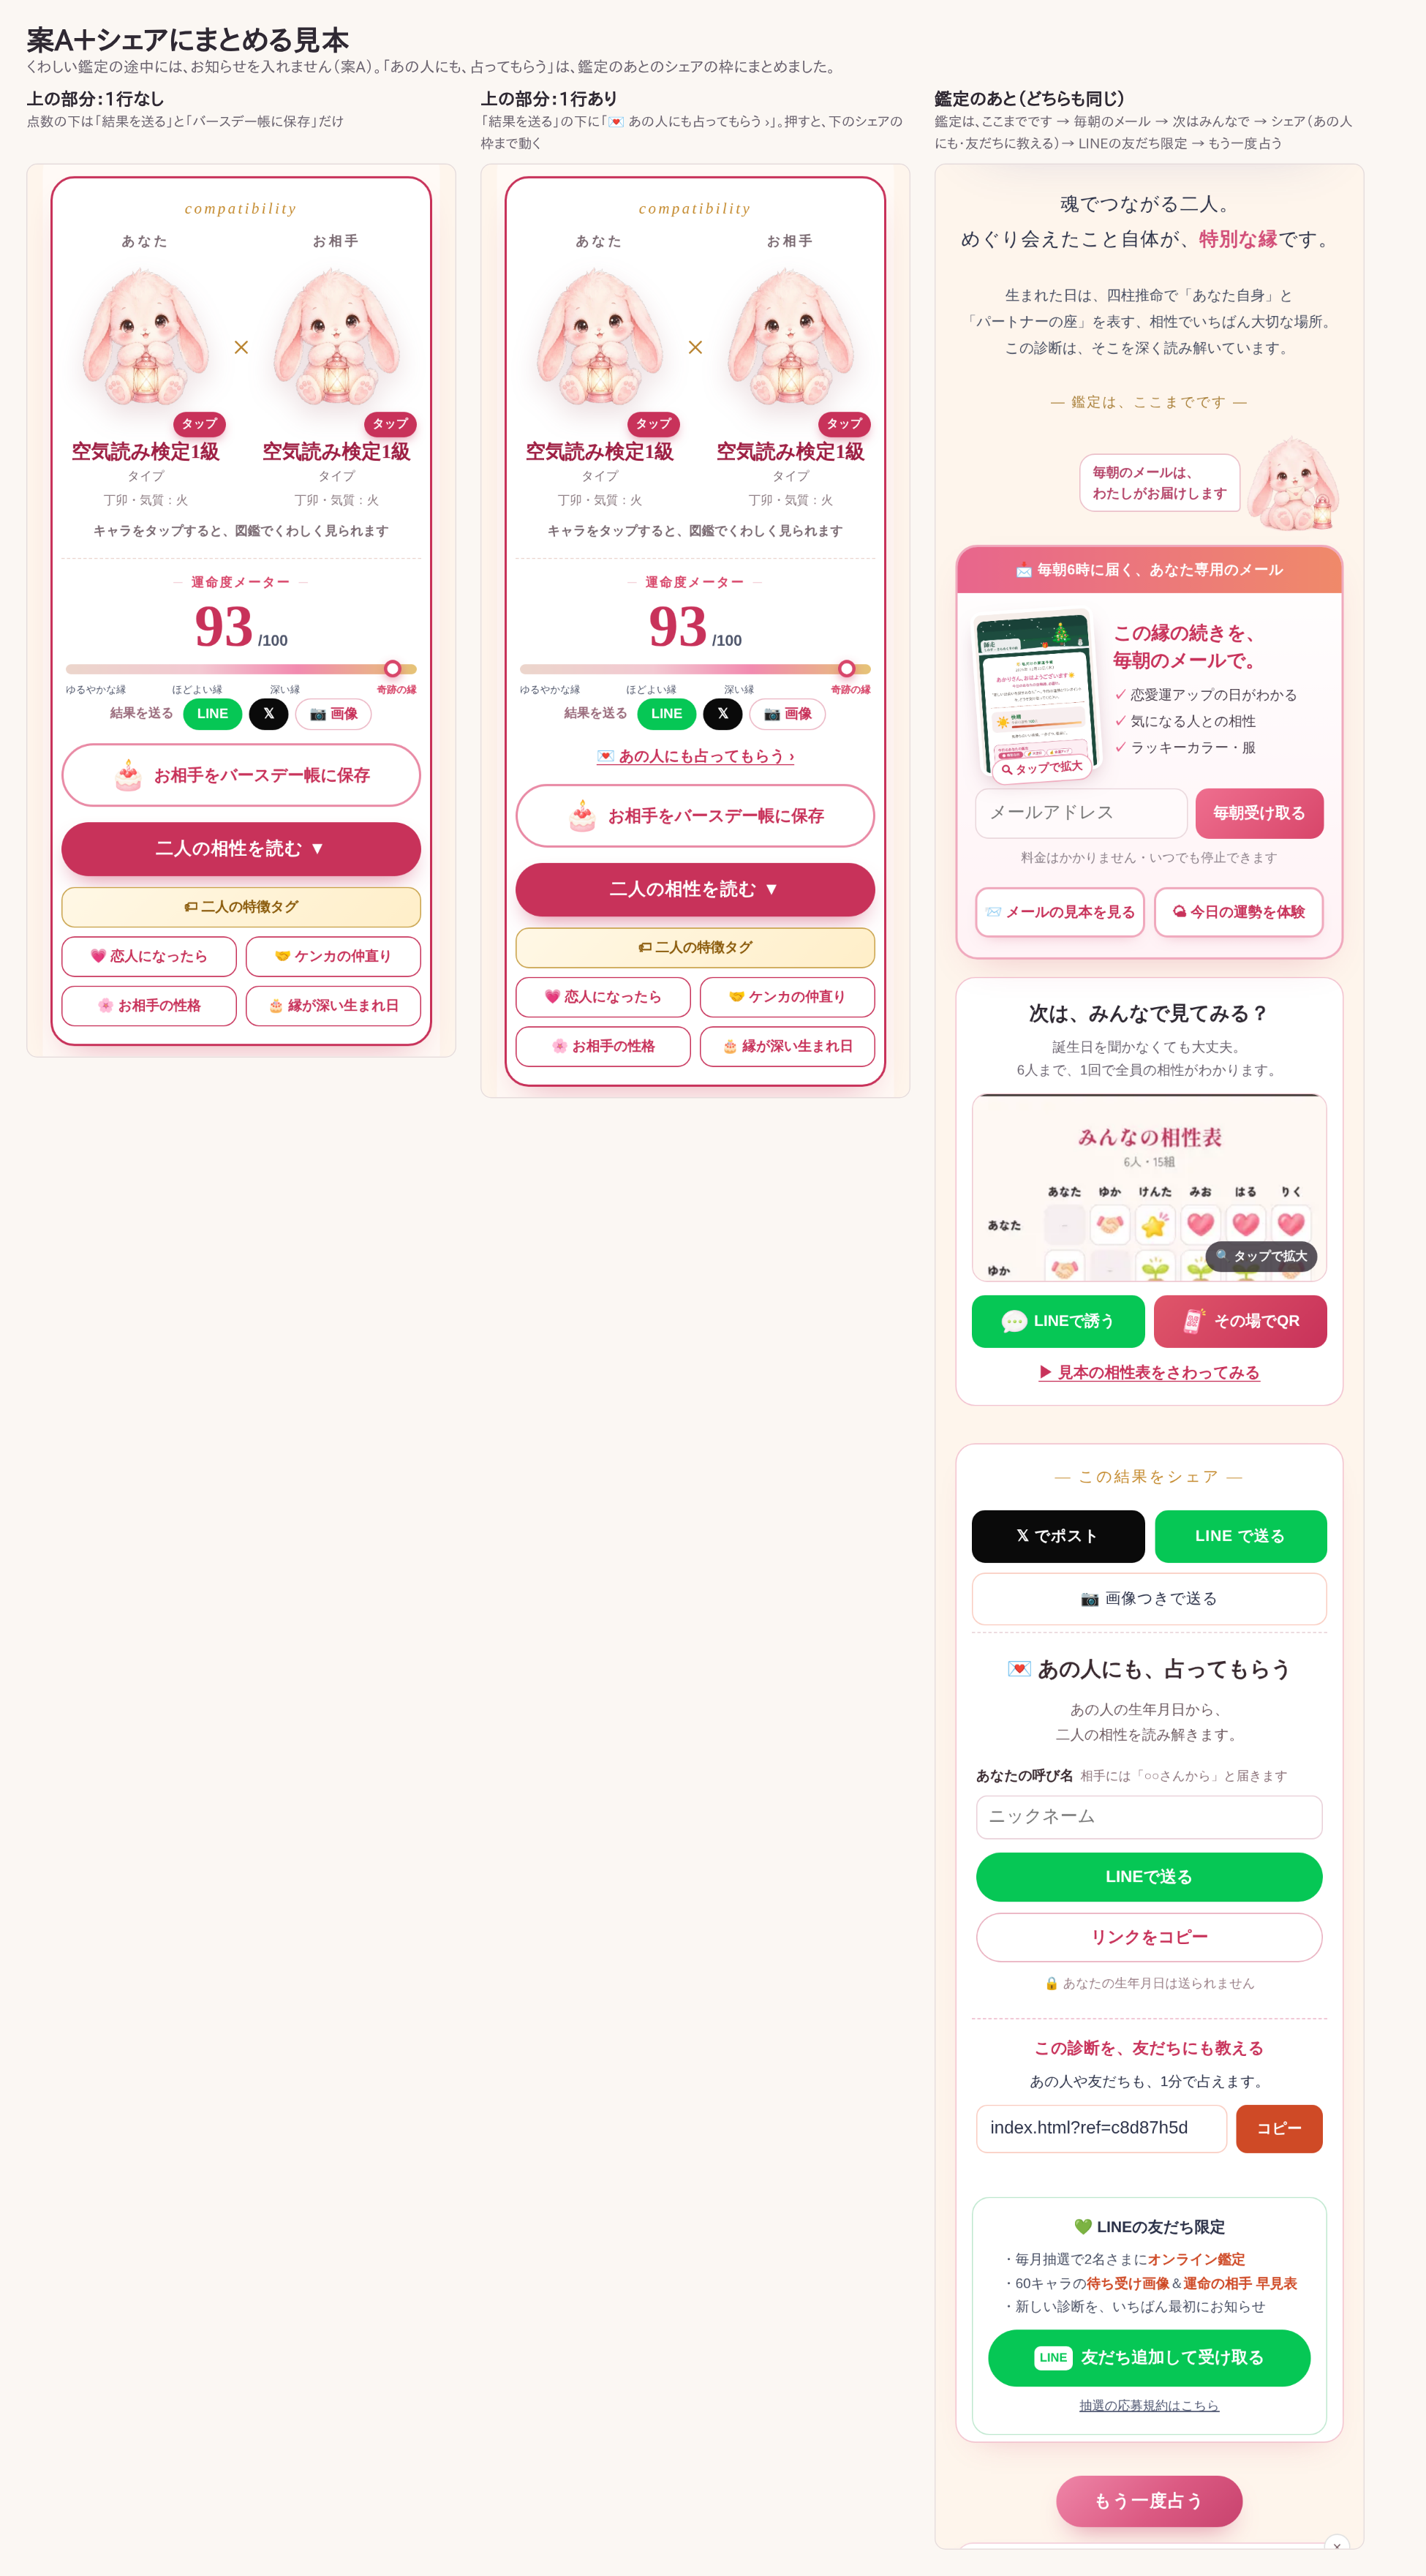 案A＋シェアにまとめる見本
くわしい鑑定の途中には、お知らせを入れません（案A）。「あの人にも、占ってもらう」は、鑑定のあとのシェアの枠にまとめました。
上の部分：1行なし
点数の下は「結果を送る」と「バースデー帳に保存」だけ
compatibility
あなた
お相手
×
タップ
タップ
空気読み検定1級
空気読み検定1級
タイプ
タイプ
丁卯・気質：火
丁卯・気質：火
キャラをタップすると、図鑑でくわしく見られます
運命度メーター
93 /100
ゆるやかな縁 ほどよい縁 深い縁 奇跡の縁
結果を送る LINE 𝕏 📷 画像
🎂 お相手をバースデー帳に保存
二人の相性を読む ▼
🏷 二人の特徴タグ
💗 恋人になったら
🤝 ケンカの仲直り
🌸 お相手の性格
🎂 縁が深い生まれ日
上の部分：1行あり
「結果を送る」の下に「💌 あの人にも占ってもらう ›」。押すと、下のシェアの
枠まで動く
compatibility
あなた
お相手
×
タップ
タップ
空気読み検定1級
空気読み検定1級
タイプ
タイプ
丁卯・気質：火
丁卯・気質：火
キャラをタップすると、図鑑でくわしく見られます
運命度メーター
93 /100
ゆるやかな縁 ほどよい縁 深い縁 奇跡の縁
結果を送る LINE 𝕏 📷 画像
💌 あの人にも占ってもらう ›
🎂 お相手をバースデー帳に保存
二人の相性を読む ▼
🏷 二人の特徴タグ
💗 恋人になったら
🤝 ケンカの仲直り
🌸 お相手の性格
🎂 縁が深い生まれ日
鑑定のあと（どちらも同じ）
鑑定は、ここまでです → 毎朝のメール → 次はみんなで → シェア（あの人
にも・友だちに教える）→ LINEの友だち限定 → もう一度占う
魂でつながる二人。
めぐり会えたこと自体が、特別な縁です。
生まれた日は、四柱推命で「あなた自身」と
「パートナーの座」を表す、相性でいちばん大切な場所。
この診断は、そこを深く読み解いています。
— 鑑定は、ここまでです —
毎朝のメールは、
わたしがお届けします
📩 毎朝6時に届く、あなた専用のメール
この縁の続きを、
毎朝のメールで。
✓ 恋愛運アップの日がわかる
✓ 気になる人との相性
✓ ラッキーカラー・服
🔍 タップで拡大
メールアドレス
毎朝受け取る
料金はかかりません・いつでも停止できます
📨 メールの見本を見る
🌤 今日の運勢を体験
次は、みんなで見てみる？
誕生日を聞かなくても大丈夫。
6人まで、1回で全員の相性がわかります。
みんなの相性表
6人・15組
あなた ゆか けんた みお はる りく
あなた
ゆか
🔍 タップで拡大
LINEで誘う
その場でQR
▶ 見本の相性表をさわってみる
— この結果をシェア —
𝕏 でポスト
LINE で送る
📷 画像つきで送る
💌 あの人にも、占ってもらう
あの人の生年月日から、
二人の相性を読み解きます。
あなたの呼び名 相手には「○○さんから」と届きます
ニックネーム
LINEで送る
リンクをコピー
🔒 あなたの生年月日は送られません
この診断を、友だちにも教える
あの人や友だちも、1分で占えます。
index.html?ref=c8d87h5d
コピー
💚 LINEの友だち限定
・毎月抽選で2名さまにオンライン鑑定
・60キャラの待ち受け画像＆運命の相手 早見表
・新しい診断を、いちばん最初にお知らせ
LINE 友だち追加して受け取る
抽選の応募規約はこちら
もう一度占う
×